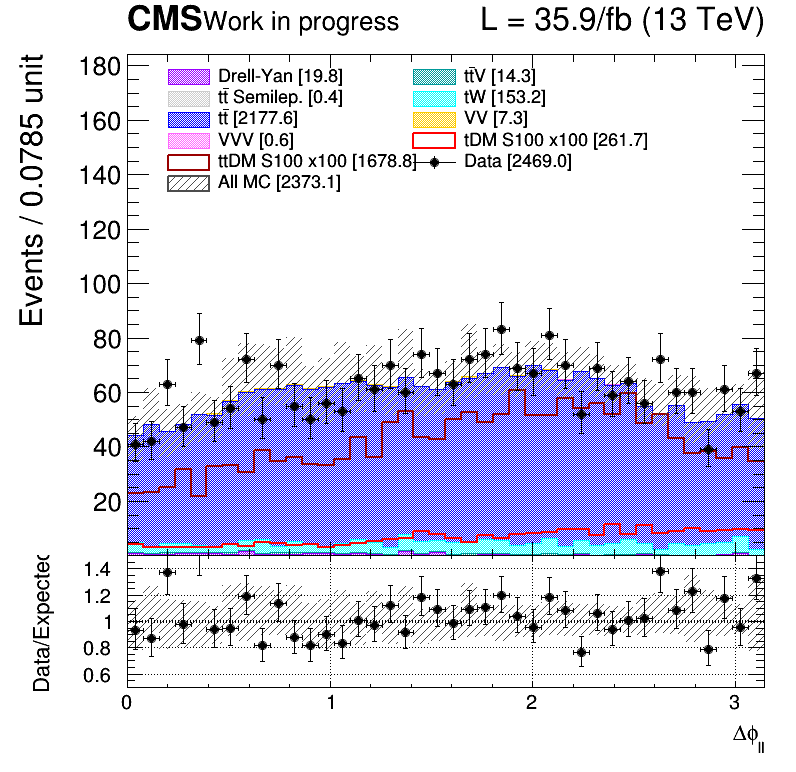 CMS Work in progress L = 35.9/fb (13 TeV)
Events / 0.0785 unit
180
160
140
120
100
80
60
40
20
Drell-Yan [19.8]
tt̄V [14.3]
tt̄ Semilep. [0.4]
tW [153.2]
tt̄ [2177.6]
VV [7.3]
VVV [0.6]
tDM S100 x100 [261.7]
ttDM S100 x100 [1678.8]
Data [2469.0]
All MC [2373.1]
Data/Expected
1.4
1.2
1
0.8
0.6
0 1 2 3
Δϕ_ll